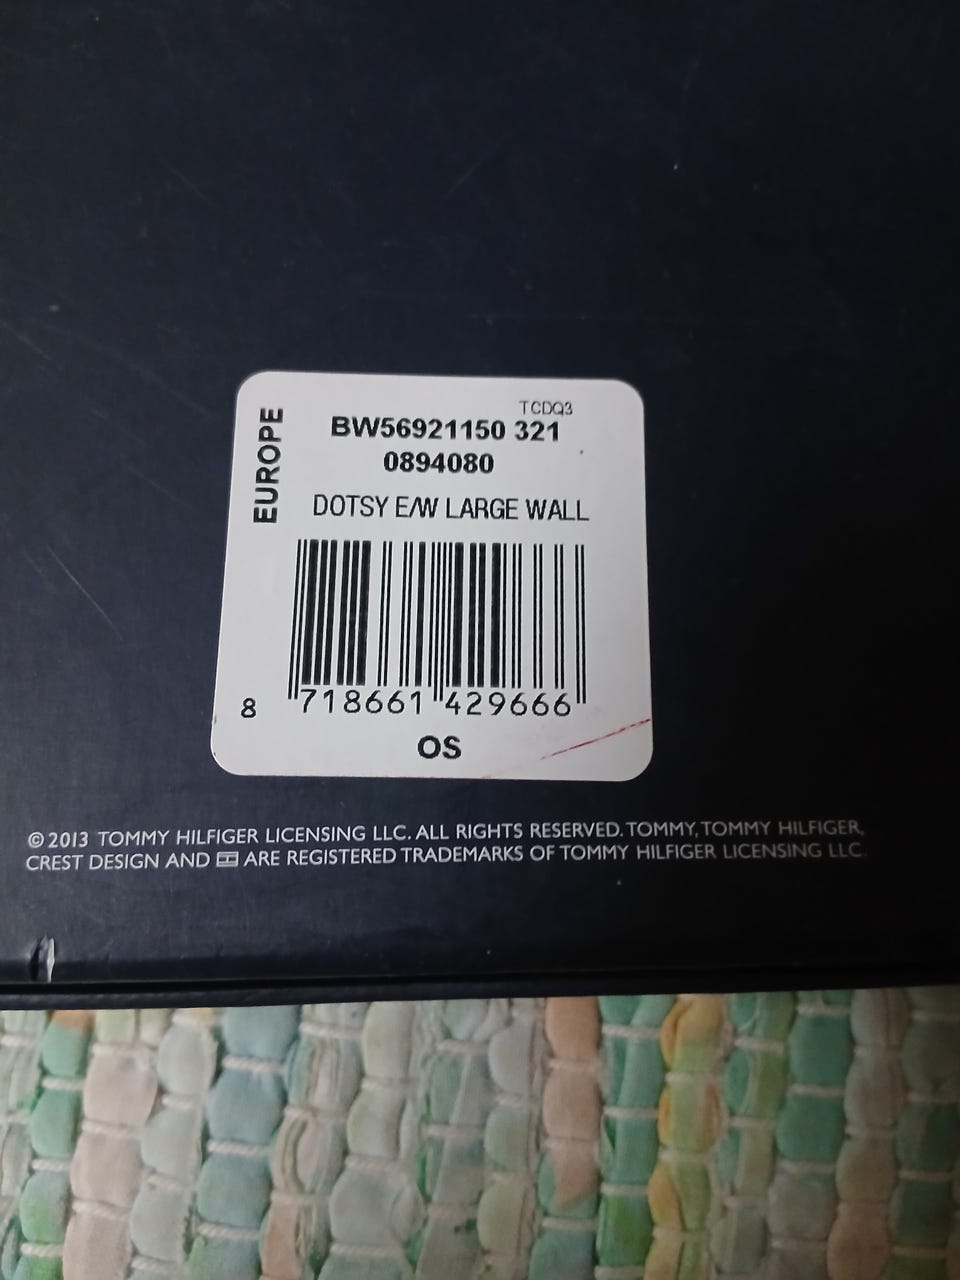 EUROPE
TCDQ3
BW56921150 321
0894080
DOTSY E/W LARGE WALL
8 718661 429666
OS
© 2013 TOMMY HILFIGER LICENSING LLC. ALL RIGHTS RESERVED. TOMMY, TOMMY HILFIGER,
CREST DESIGN AND ARE REGISTERED TRADEMARKS OF TOMMY HILFIGER LICENSING LLC.